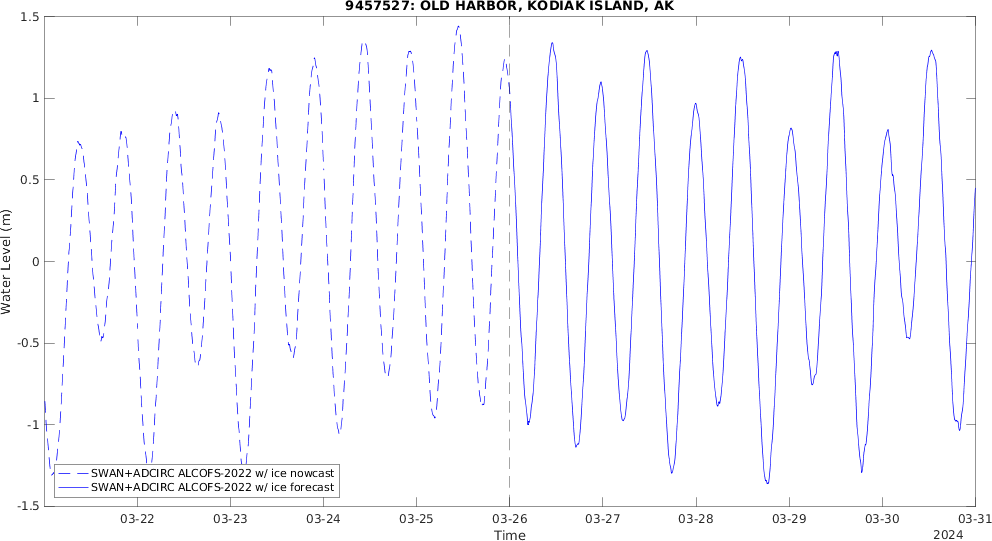 9457527: OLD HARBOR, KODIAK ISLAND, AK
1.5
1
0.5
0
-0.5
-1
-1.5
Water Level (m)
SWAN+ADCIRC ALCOFS-2022 w/ ice nowcast
SWAN+ADCIRC ALCOFS-2022 w/ ice forecast
03-22 03-23 03-24 03-25 03-26 03-27 03-28 03-29 03-30 03-31
Time
2024